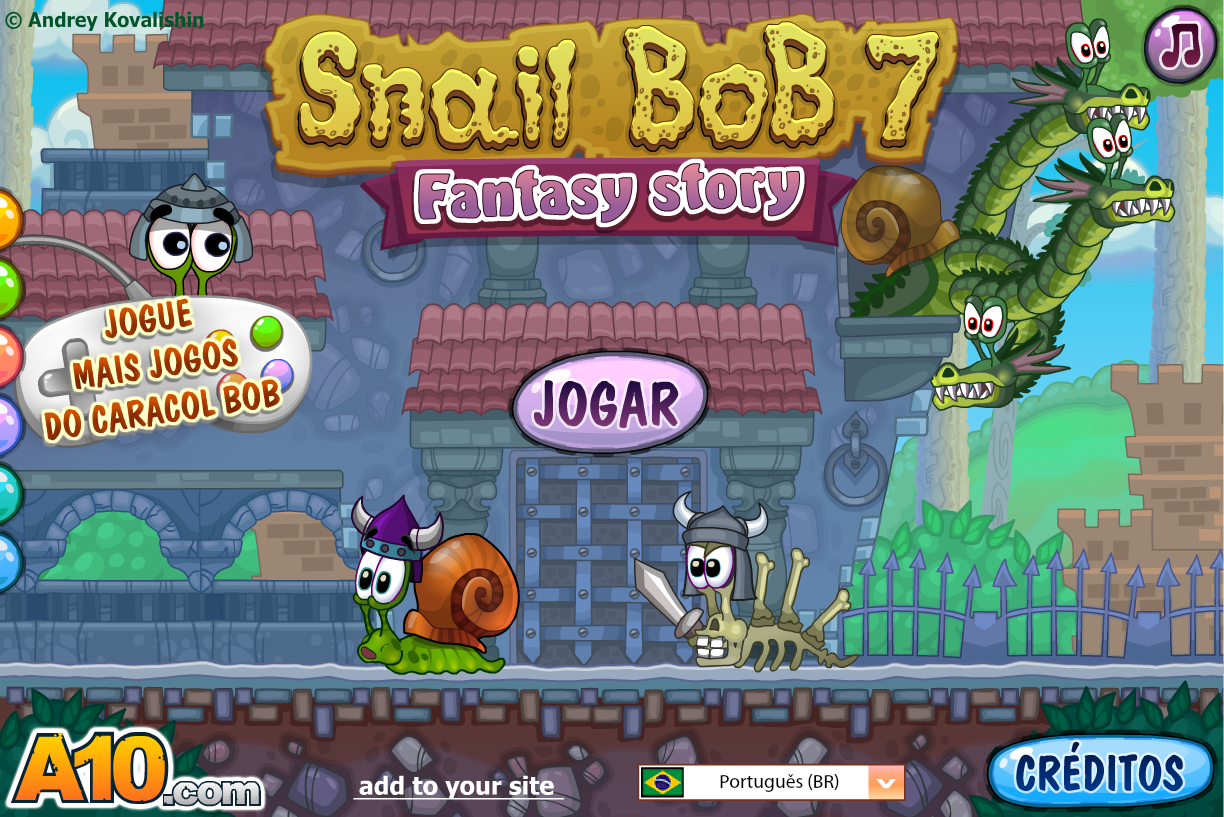 © Andrey Kovalishin
Snail BoB 7
Fantasy story
JOGUE
MAIS JOGOS
DO CARACOL BOB
JOGAR
A10.com
add to your site
Português (BR)
CRÉDITOS